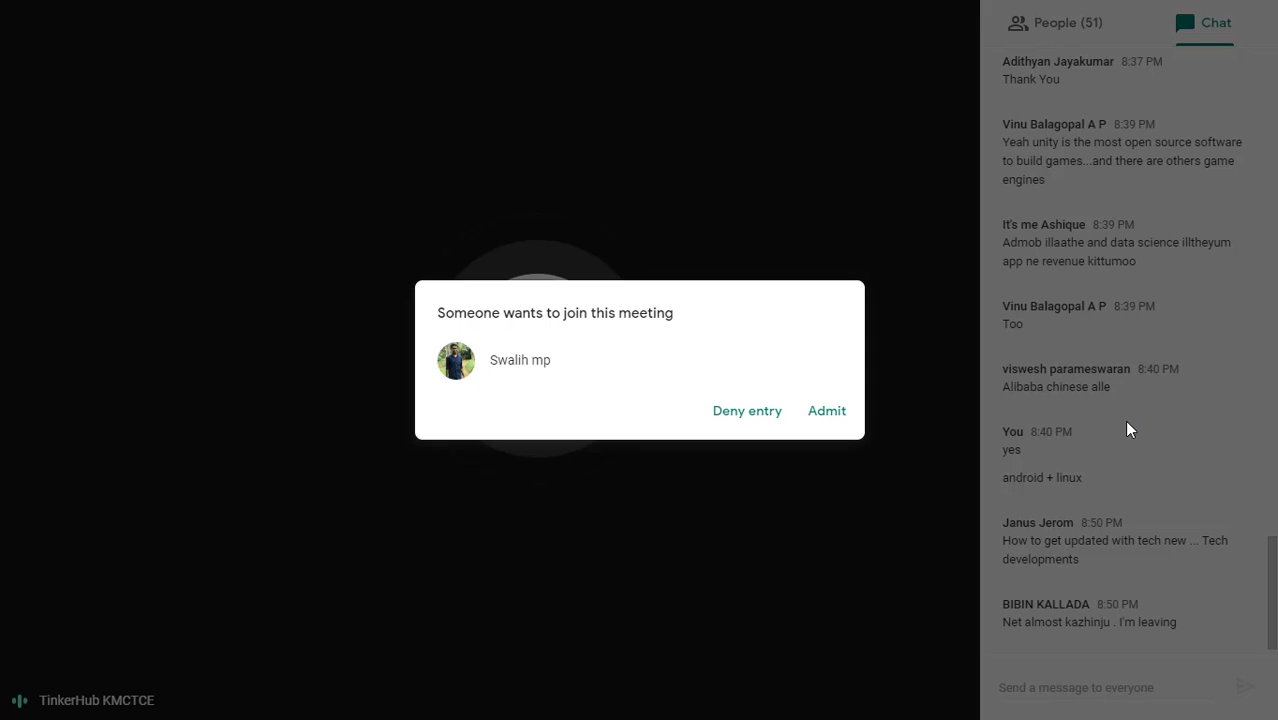 People (51)
Chat
Adithyan Jayakumar 8:37 PM
Thank You
Vinu Balagopal A P 8:39 PM
Yeah unity is the most open source software
to build games...and there are others game
engines
It's me Ashique 8:39 PM
Admob illaathe and data science illtheyum
app ne revenue kittumoo
Vinu Balagopal A P 8:39 PM
Too
viswesh parameswaran 8:40 PM
Alibaba chinese alle
You 8:40 PM
yes
android + linux
Janus Jerom 8:50 PM
How to get updated with tech new ... Tech
developments
BIBIN KALLADA 8:50 PM
Net almost kazhinju . I'm leaving
Send a message to everyone
Someone wants to join this meeting
Swalih mp
Deny entry
Admit
TinkerHub KMCTCE